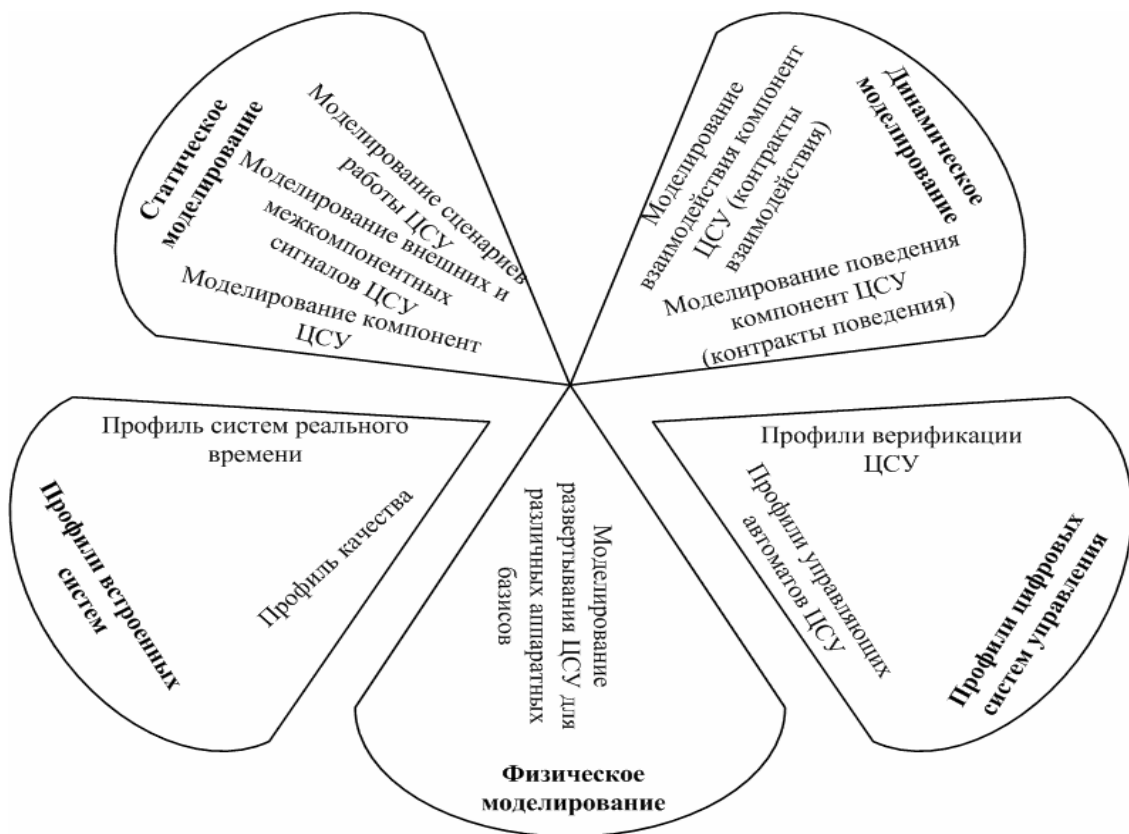 Статическое
моделирование
Моделирование сценариев
работы ЦСУ
Моделирование внешних и
межкомпонентных
сигналов ЦСУ
Моделирование компонент
ЦСУ
Динамическое
моделирование
Моделирование
взаимодействия компонент
ЦСУ (контракты
взаимодействия)
Моделирование поведения
компонент ЦСУ
(контракты поведения)
Профиль систем реального
времени
Профили встроенных
систем
Профиль качества
Моделирование
развертывания ЦСУ для
различных аппаратных
базисов
Физическое
моделирование
Профили верификации
ЦСУ
Профили управляющих
автоматов ЦСУ
Профили цифровых
систем управления